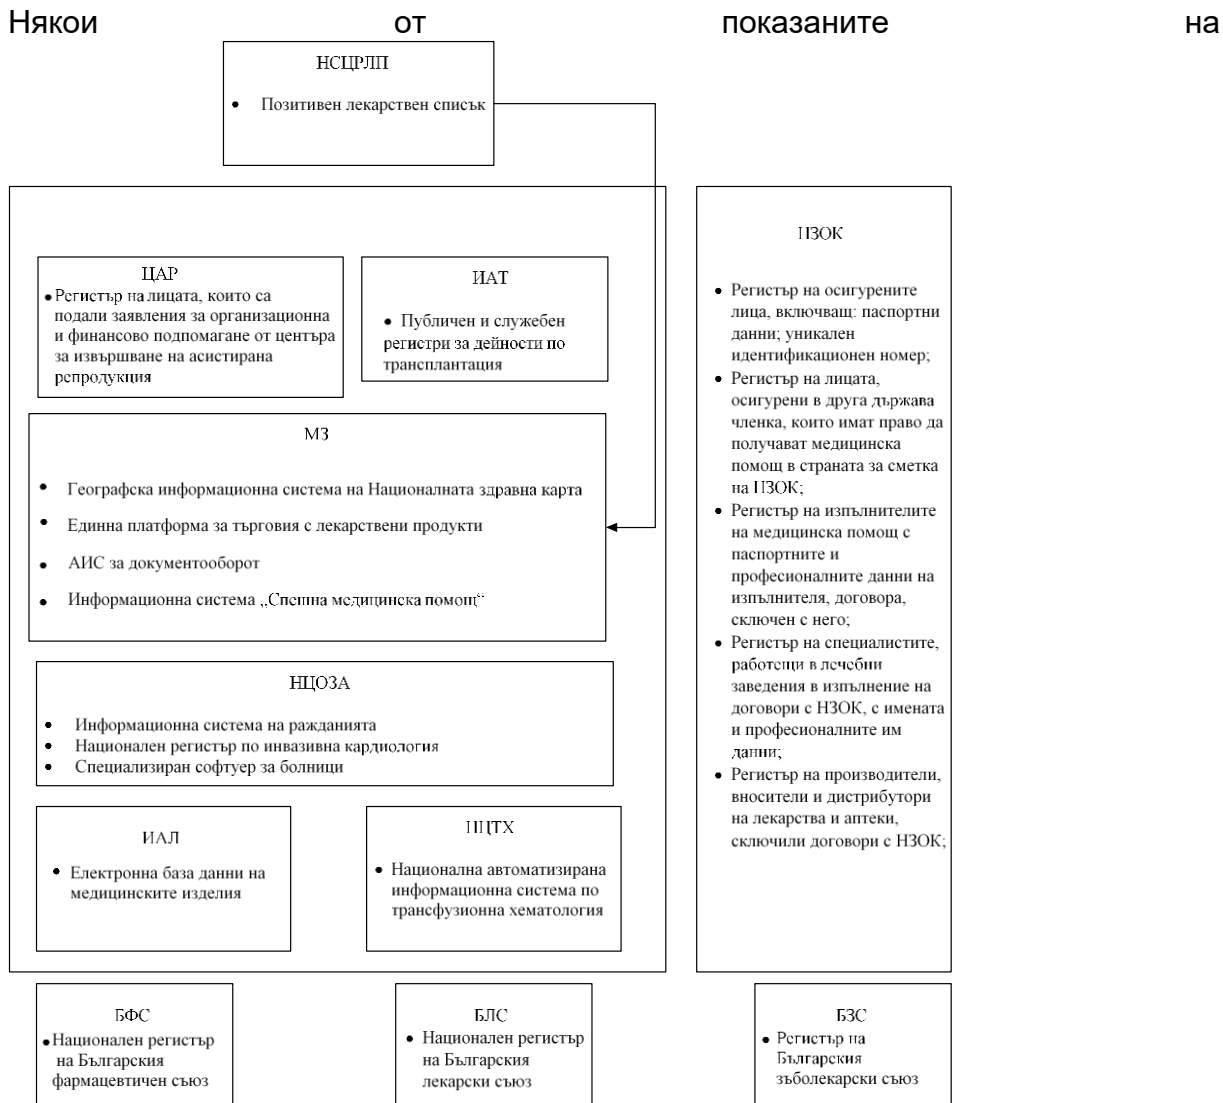 Някои от показаните на
НСЦРЛП
• Позитивен лекарствен списък
ЦАР
• Регистър на лицата, които са
подали заявления за организационна
и финансово подпомагане от центъра
за извършване на асистирана
репродукция
ИАТ
• Публичен и служебен
регистри за дейности по
трансплантация
МЗ
• Географска информационна система на Националната здравна карта
• Единна платформа за търговия с лекарствени продукти
• АИС за документооборот
• Информационна система „Спешна медицинска помощ“
НЦОЗА
• Информационна система на ражданията
• Национален регистър по инвазивна кардиология
• Специализиран софтуер за болници
ИАЛ
• Електронна база данни на
медицинските изделия
НЦТХ
• Национална автоматизирана
информационна система по
трансфузионна хематология
НЗОК
• Регистър на осигурените
лица, включващ: паспортни
данни; уникален
идентификационен номер;
• Регистър на лицата,
осигурени в друга държава
членка, които имат право да
получават медицинска
помощ в страната за сметка
на НЗОК;
• Регистър на изпълнителите
на медицинска помощ с
паспортните и
професионалните данни на
изпълнителя, договора,
сключен с него;
• Регистър на специалистите,
работещи в лечебни
заведения в изпълнение на
договори с НЗОК, с имената
и професионалните им
данни;
• Регистър на производители,
вносители и дистрибутори
на лекарства и аптеки,
сключили договори с НЗОК;
БФС
• Национален регистър
на Българския
фармацевтичен съюз
БЛС
• Национален регистър
на Българския
лекарски съюз
БЗС
• Регистър на
Българския
зъболекарски съюз